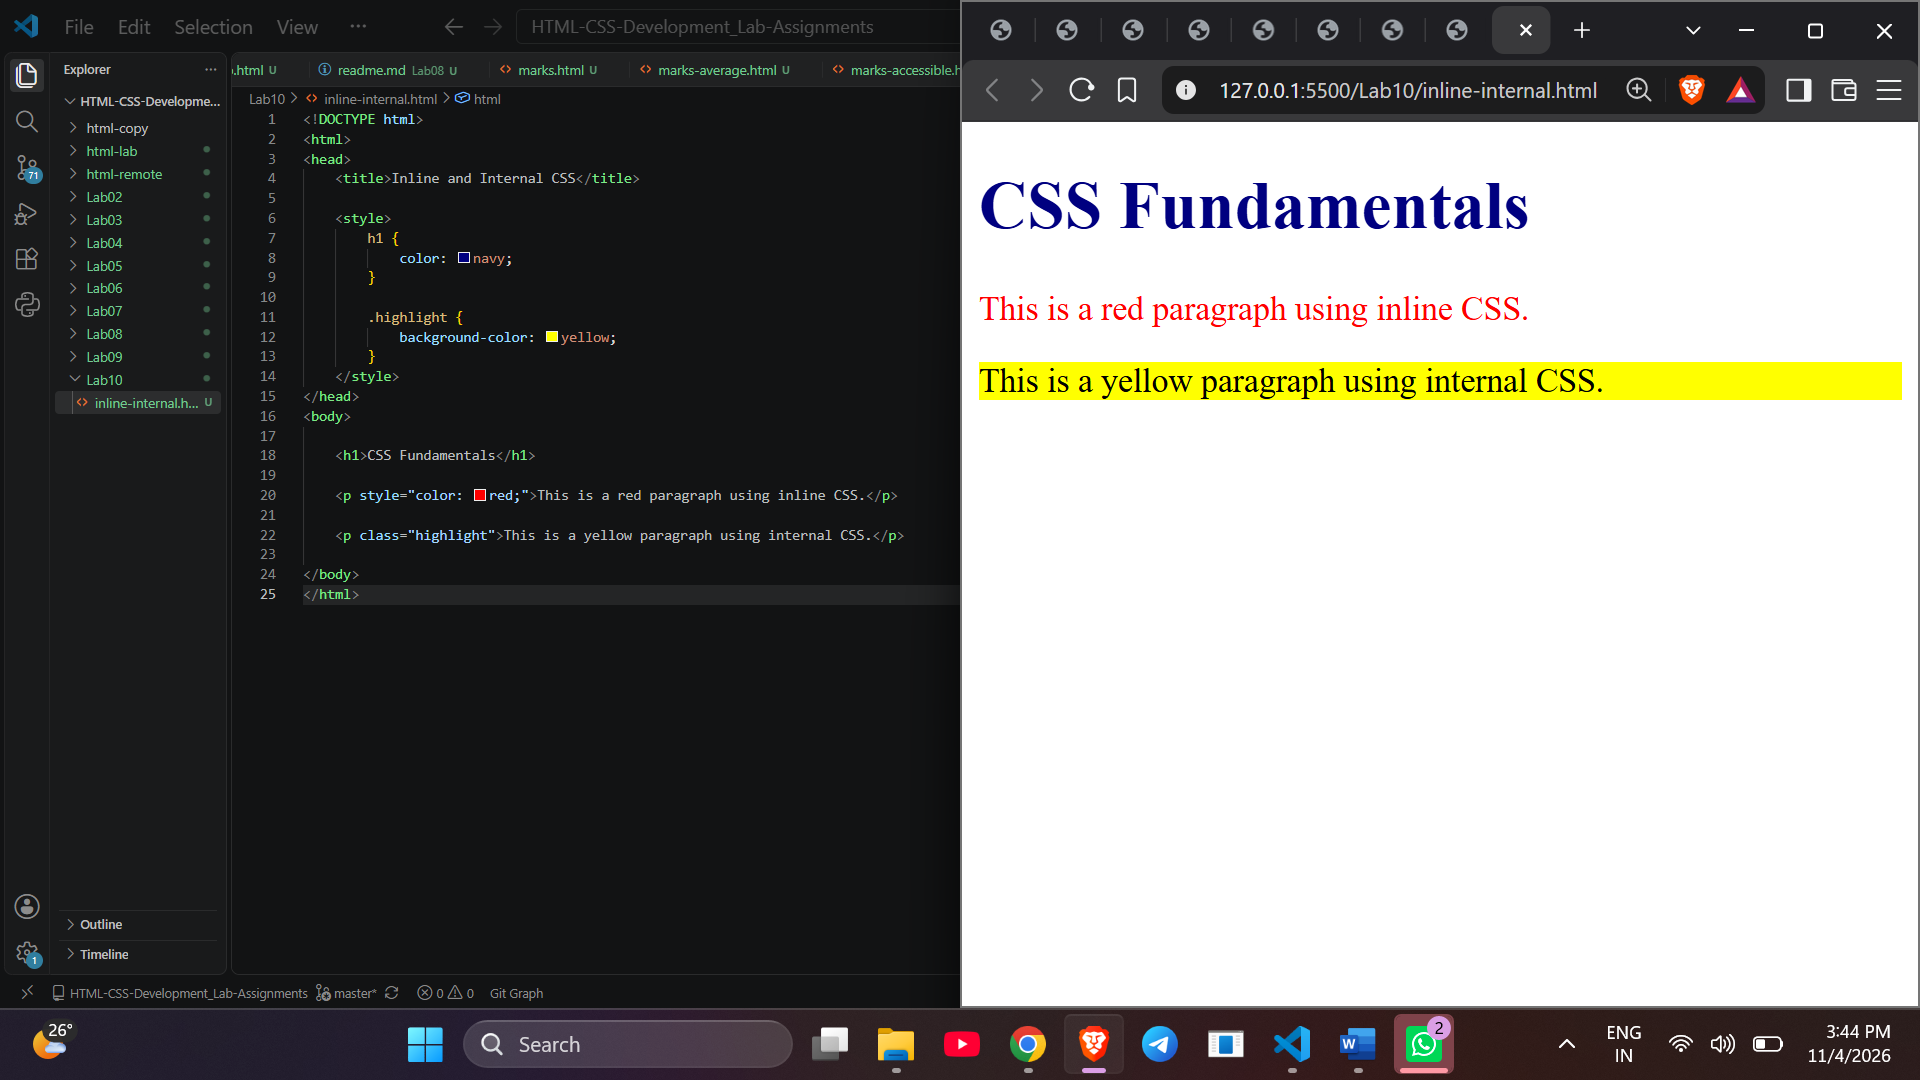 File Edit Selection View ···
HTML-CSS-Development_Lab-Assignments
Explorer ···
HTML-CSS-Developme...
html-copy
html-lab
html-remote
Lab02
Lab03
Lab04
Lab05
Lab06
Lab07
Lab08
Lab09
Lab10
inline-internal.h... U
71
1
Outline
Timeline
.html U
readme.md Lab08 U
marks.html U
marks-average.html U
marks-accessible.h
Lab10 > inline-internal.html > html
1 <!DOCTYPE html>
2 <html>
3 <head>
4 <title>Inline and Internal CSS</title>
5
6 <style>
7 h1 {
8 color: navy;
9 }
10
11 .highlight {
12 background-color: yellow;
13 }
14 </style>
15 </head>
16 <body>
17
18 <h1>CSS Fundamentals</h1>
19
20 <p style="color: red;">This is a red paragraph using inline CSS.</p>
21
22 <p class="highlight">This is a yellow paragraph using internal CSS.</p>
23
24 </body>
25 </html>
HTML-CSS-Development_Lab-Assignments master* 0 0 Git Graph
127.0.0.1:5500/Lab10/inline-internal.html
CSS Fundamentals
This is a red paragraph using inline CSS.
This is a yellow paragraph using internal CSS.
26°
Search
W
2
ENG
IN
3:44 PM
11/4/2026